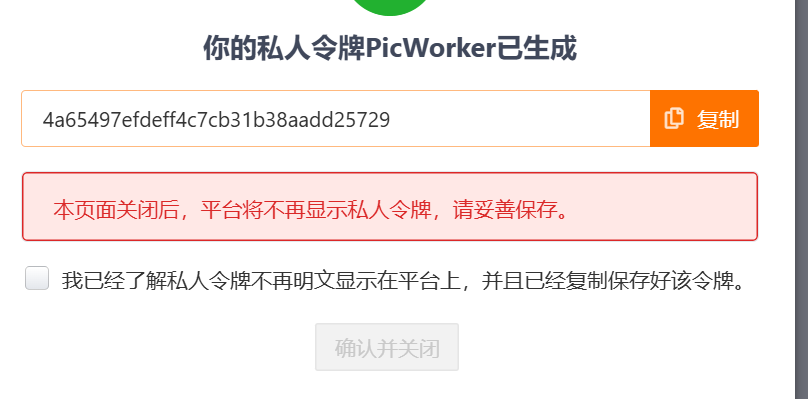 你的私人令牌PicWorker已生成
4a65497efdeff4c7cb31b38aadd25729
复制
本页面关闭后，平台将不再显示私人令牌，请妥善保存。
我已经了解私人令牌不再明文显示在平台上，并且已经复制保存好该令牌。
确认并关闭